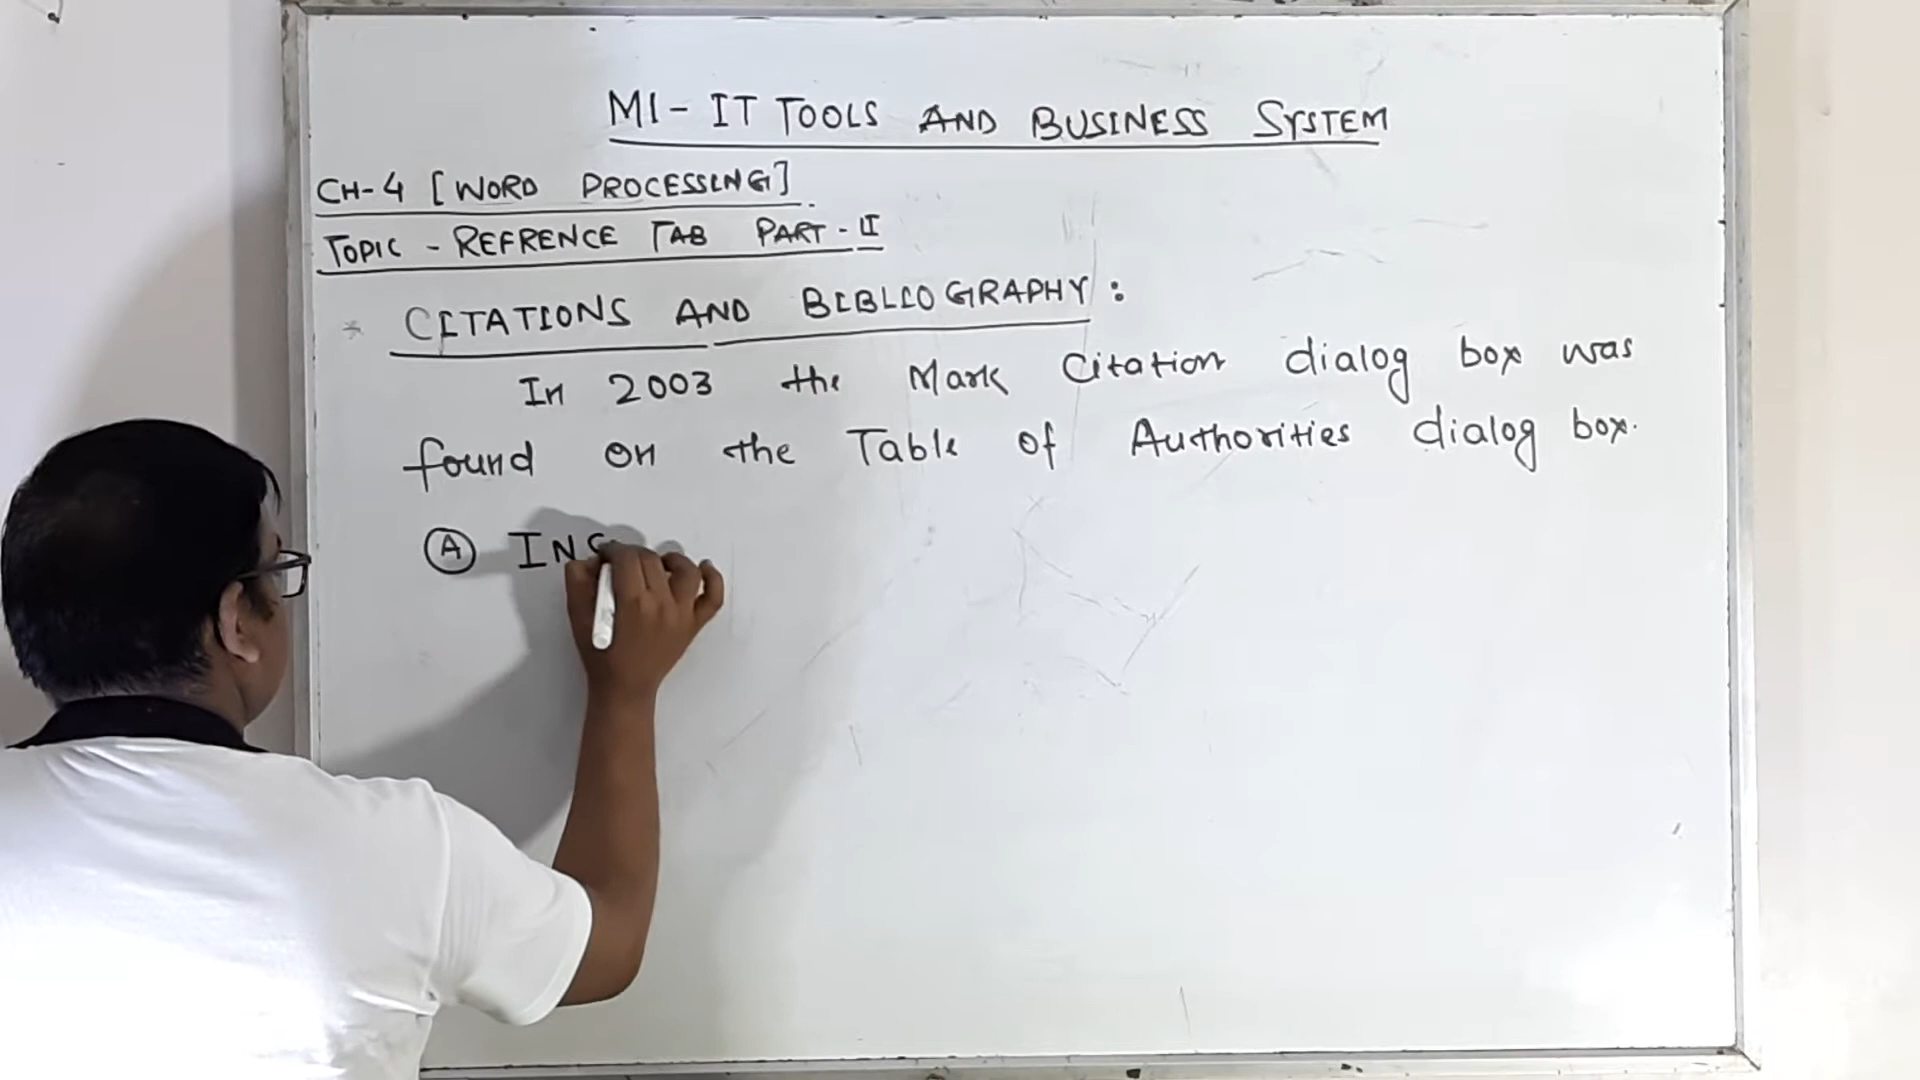 M1- IT TOOLS AND BUSINESS SYSTEM
CH-4 [WORD PROCESSING]
TOPIC - REFRENCE TAB PART-II
* CITATIONS AND BIBLIOGRAPHY:
In 2003 the Mark Citation dialog box was
found on the Table of Authorities dialog box.
Ⓐ INS